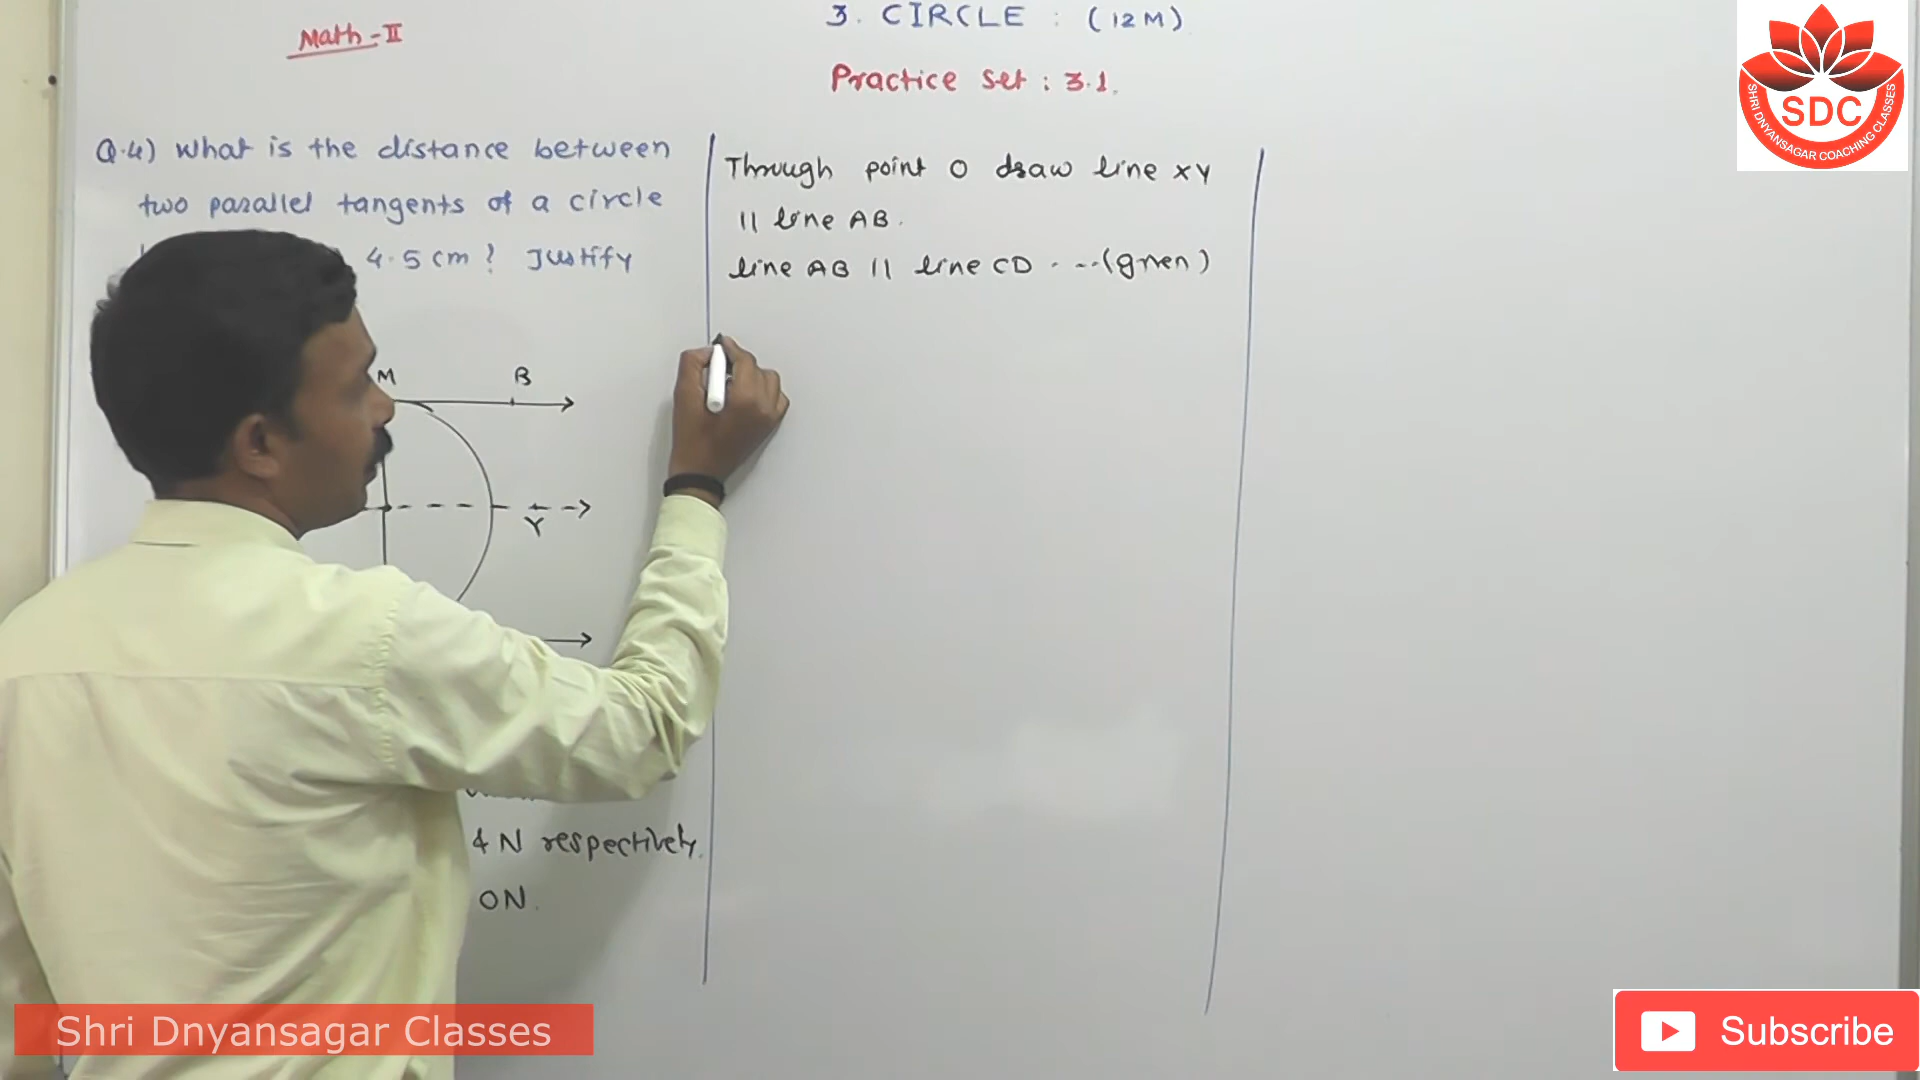 Math-II
3. CIRCLE : (12M)
Practice Set : 3.1.
SDC
SHRI DNYANSAGAR COACHING CLASSES
Q.4) What is the distance between
two parallel tangents of a circle
4.5 cm? Justify
M
B
Y
& N respectively.
ON.
Through point O draw line XY
|| line AB.
line AB || line CD ---(given)
Shri Dnyansagar Classes
Subscribe